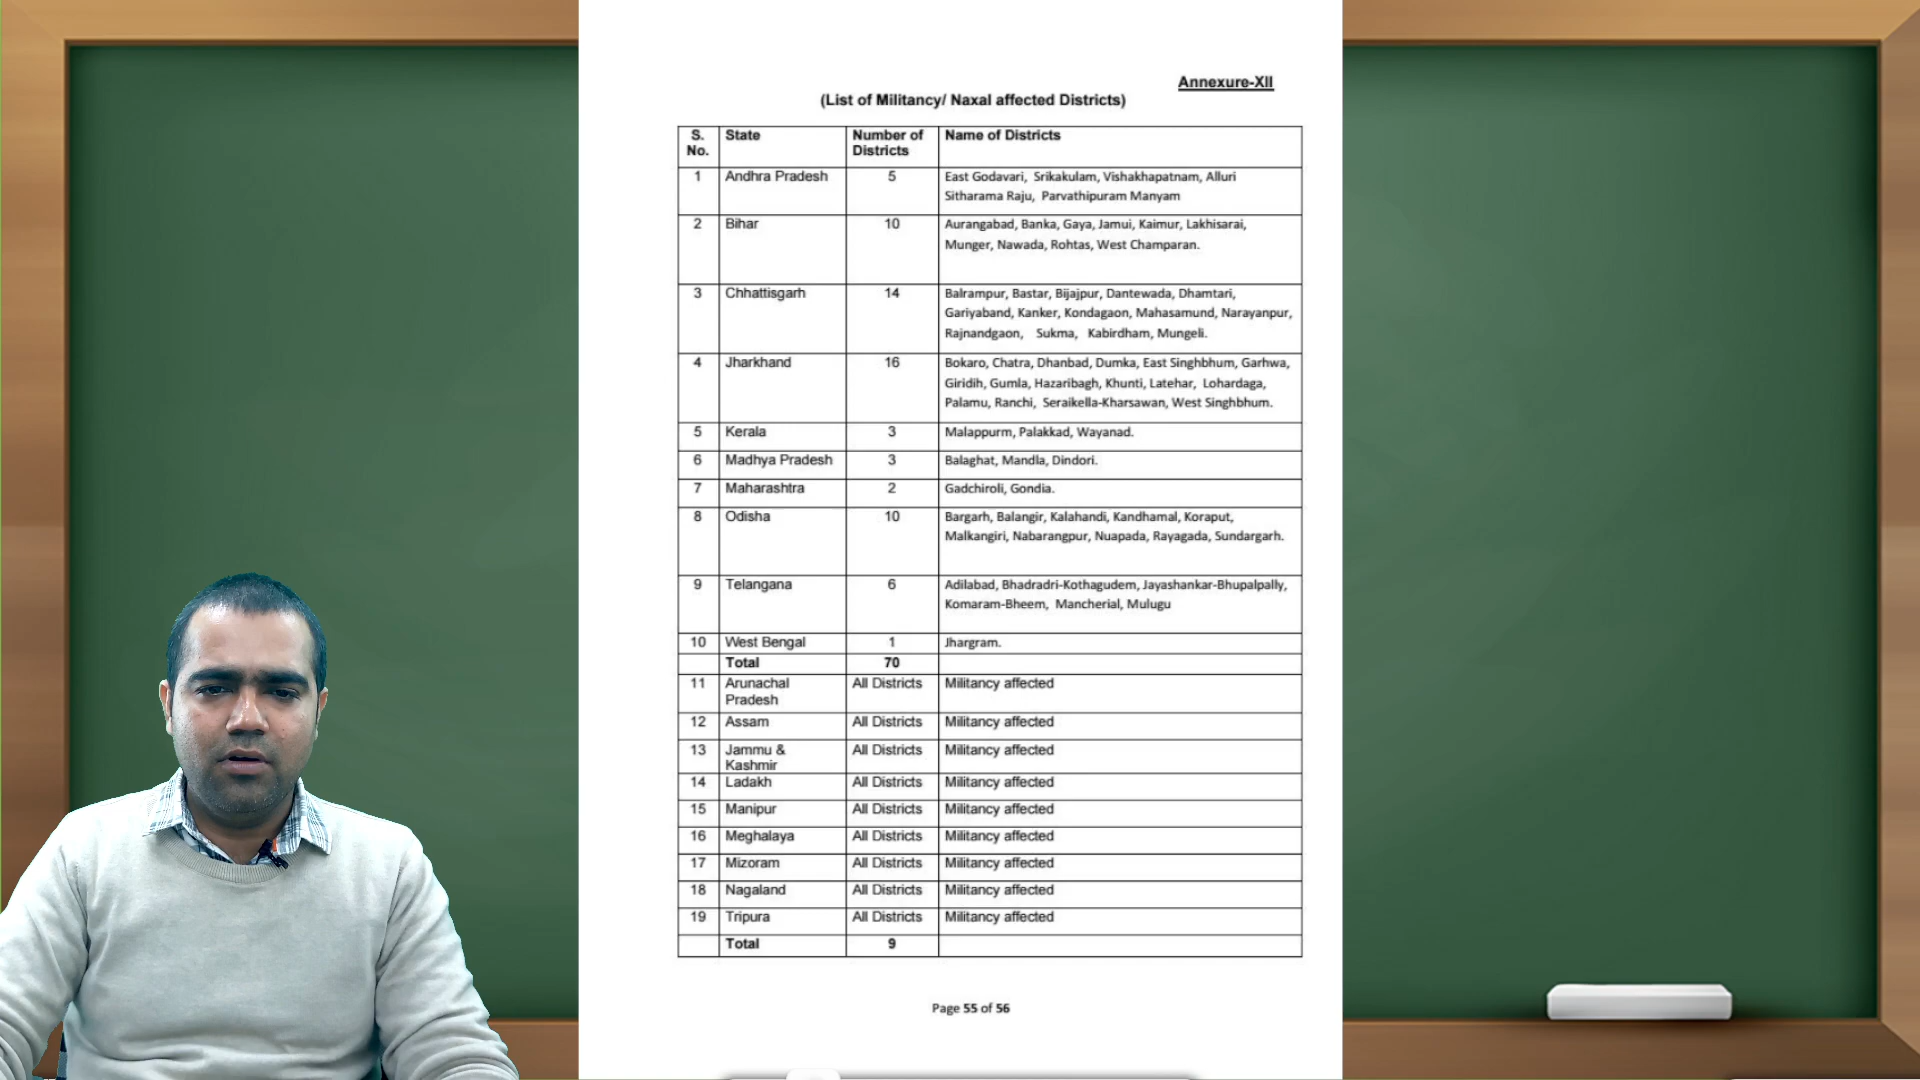 Annexure-XII
(List of Militancy/ Naxal affected Districts)
S. No. State Number of Districts Name of Districts
1 Andhra Pradesh 5 East Godavari, Srikakulam, Vishakhapatnam, Alluri
Sitharama Raju, Parvathipuram Manyam
2 Bihar 10 Aurangabad, Banka, Gaya, Jamui, Kaimur, Lakhisarai,
Munger, Nawada, Rohtas, West Champaran.
3 Chhattisgarh 14 Balrampur, Bastar, Bijajpur, Dantewada, Dhamtari,
Gariyaband, Kanker, Kondagaon, Mahasamund, Narayanpur,
Rajnandgaon, Sukma, Kabirdham, Mungeli.
4 Jharkhand 16 Bokaro, Chatra, Dhanbad, Dumka, East Singhbhum, Garhwa,
Giridih, Gumla, Hazaribagh, Khunti, Latehar, Lohardaga,
Palamu, Ranchi, Seraikella-Kharsawan, West Singhbhum.
5 Kerala 3 Malappurm, Palakkad, Wayanad.
6 Madhya Pradesh 3 Balaghat, Mandla, Dindori.
7 Maharashtra 2 Gadchiroli, Gondia.
8 Odisha 10 Bargarh, Balangir, Kalahandi, Kandhamal, Koraput,
Malkangiri, Nabarangpur, Nuapada, Rayagada, Sundargarh.
9 Telangana 6 Adilabad, Bhadradri-Kothagudem, Jayashankar-Bhupalpally,
Komaram-Bheem, Mancherial, Mulugu
10 West Bengal 1 Jhargram.
Total 70
11 Arunachal Pradesh All Districts Militancy affected
12 Assam All Districts Militancy affected
13 Jammu & Kashmir All Districts Militancy affected
14 Ladakh All Districts Militancy affected
15 Manipur All Districts Militancy affected
16 Meghalaya All Districts Militancy affected
17 Mizoram All Districts Militancy affected
18 Nagaland All Districts Militancy affected
19 Tripura All Districts Militancy affected
Total 9
Page 55 of 56